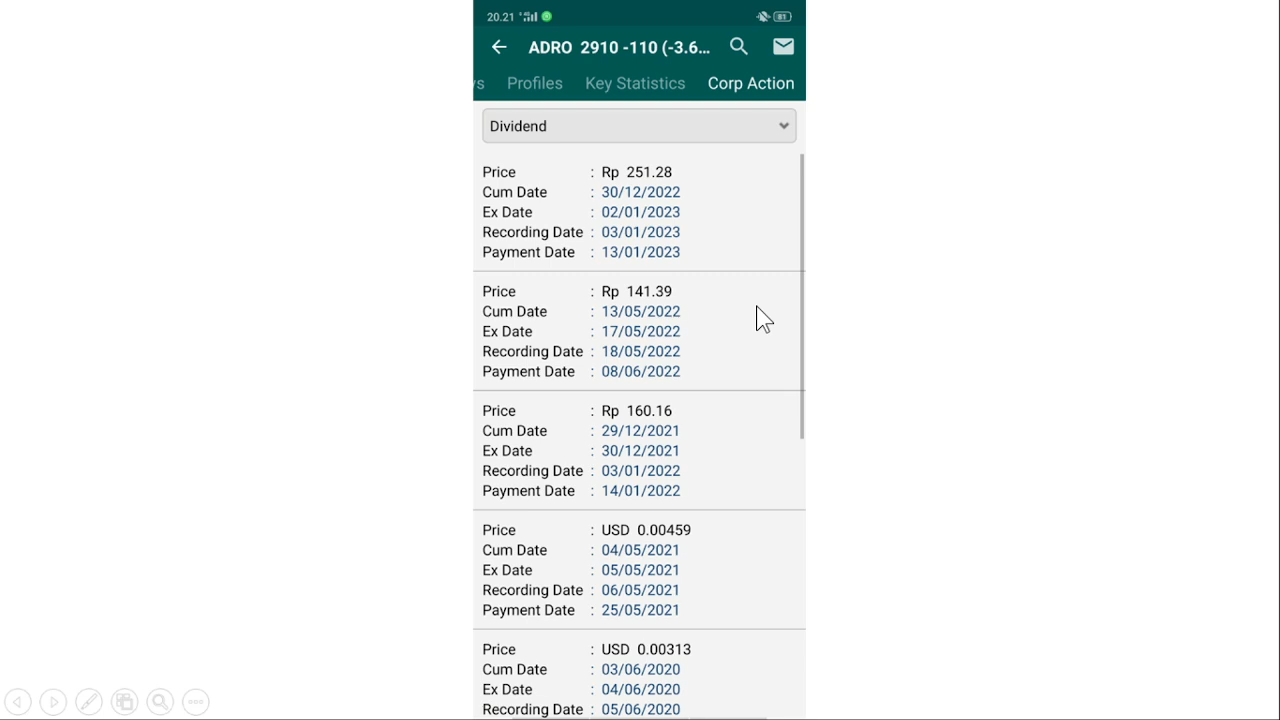 20.21
81
ADRO 2910 -110 (-3.6...
s Profiles Key Statistics Corp Action
Dividend
Price : Rp 251.28
Cum Date : 30/12/2022
Ex Date : 02/01/2023
Recording Date : 03/01/2023
Payment Date : 13/01/2023
Price : Rp 141.39
Cum Date : 13/05/2022
Ex Date : 17/05/2022
Recording Date : 18/05/2022
Payment Date : 08/06/2022
Price : Rp 160.16
Cum Date : 29/12/2021
Ex Date : 30/12/2021
Recording Date : 03/01/2022
Payment Date : 14/01/2022
Price : USD 0.00459
Cum Date : 04/05/2021
Ex Date : 05/05/2021
Recording Date : 06/05/2021
Payment Date : 25/05/2021
Price : USD 0.00313
Cum Date : 03/06/2020
Ex Date : 04/06/2020
Recording Date : 05/06/2020